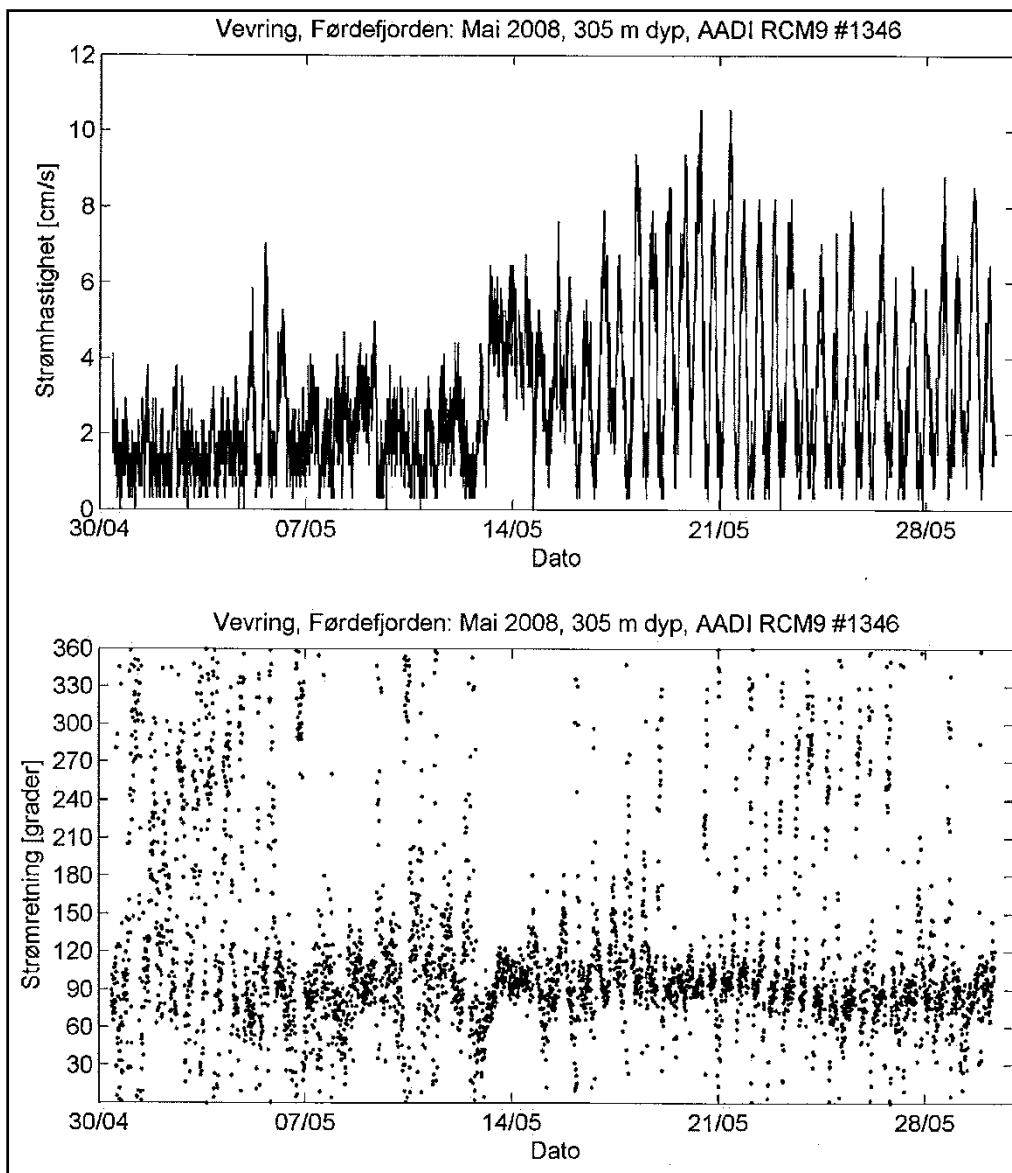 Vevring, Førdefjorden: Mai 2008, 305 m dyp, AADI RCM9 #1346
12
10
8
6
4
2
0
Strømhastighet [cm/s]
30/04 07/05 14/05 21/05 28/05
Dato
Vevring, Førdefjorden: Mai 2008, 305 m dyp, AADI RCM9 #1346
360
330
300
270
240
210
180
150
120
90
60
30
Strømretning [grader]
30/04 07/05 14/05 21/05 28/05
Dato